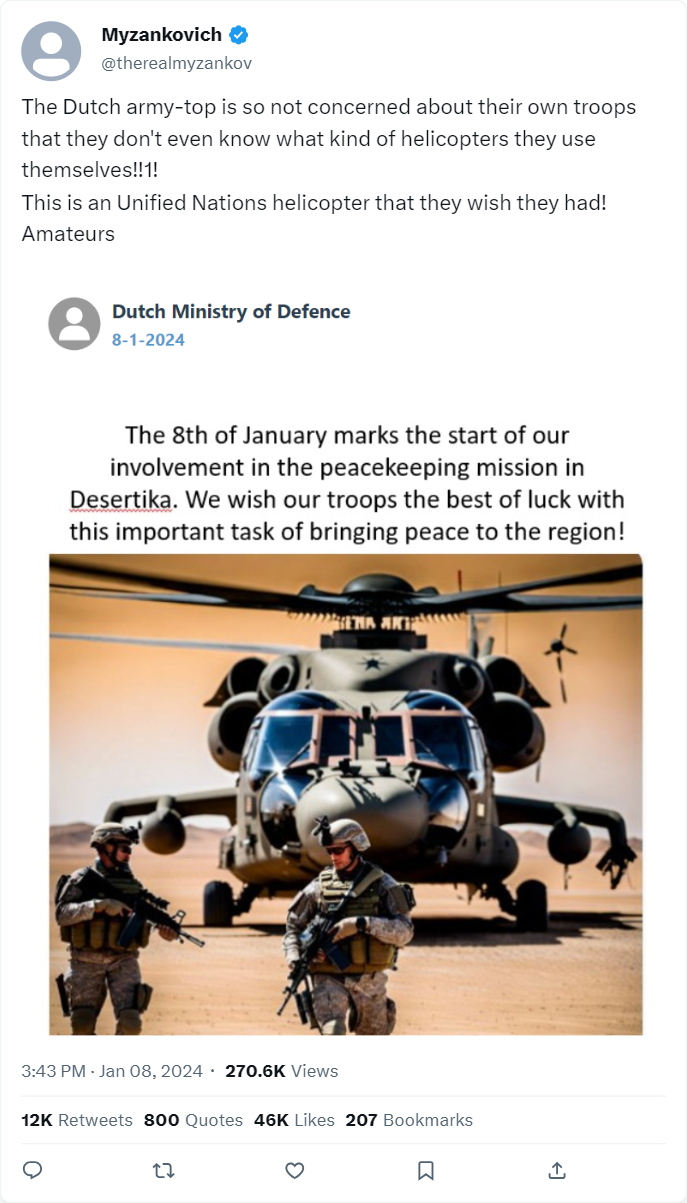 Myzankovich
@therealmyzankov
The Dutch army-top is so not concerned about their own troops
that they don't even know what kind of helicopters they use
themselves!!1!
This is an Unified Nations helicopter that they wish they had!
Amateurs
Dutch Ministry of Defence
8-1-2024
The 8th of January marks the start of our
involvement in the peacekeeping mission in
Desertika. We wish our troops the best of luck with
this important task of bringing peace to the region!
3:43 PM · Jan 08, 2024 · 270.6K Views
12K Retweets 800 Quotes 46K Likes 207 Bookmarks